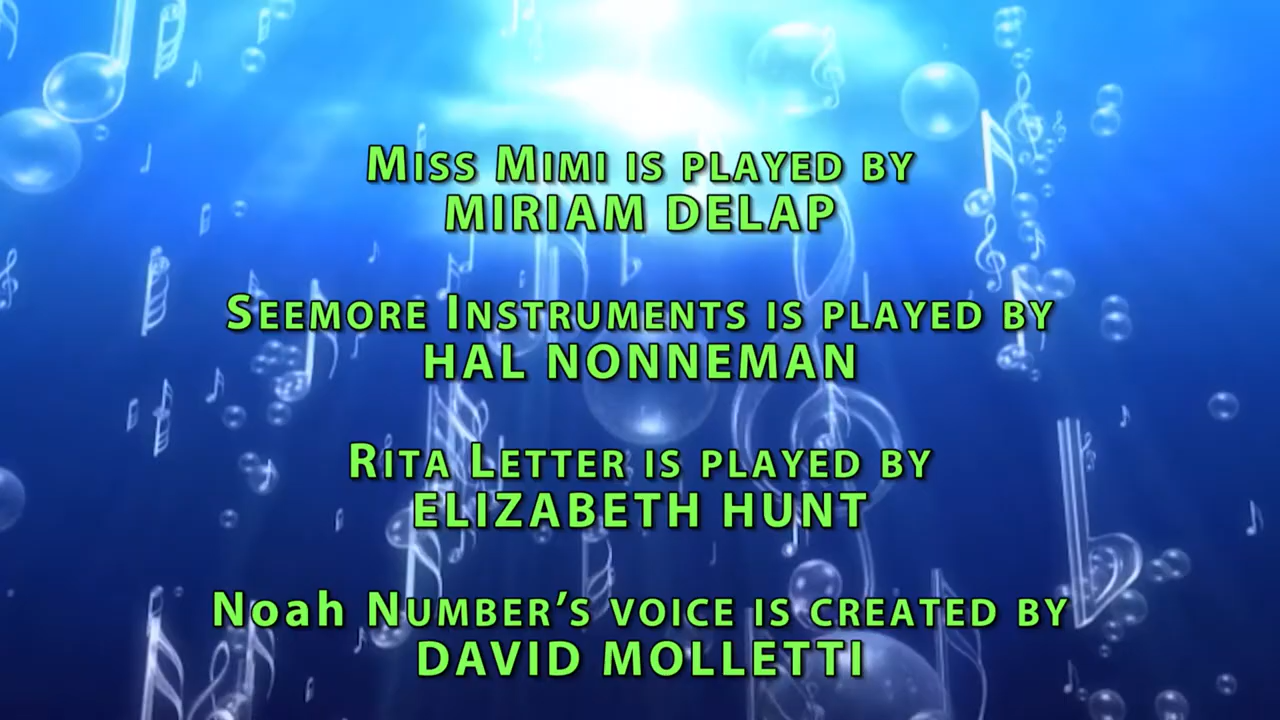 Miss Mimi is played by
MIRIAM DELAP
Seemore Instruments is played by
HAL NONNEMAN
Rita Letter is played by
ELIZABETH HUNT
Noah Number's voice is created by
DAVID MOLLETTI